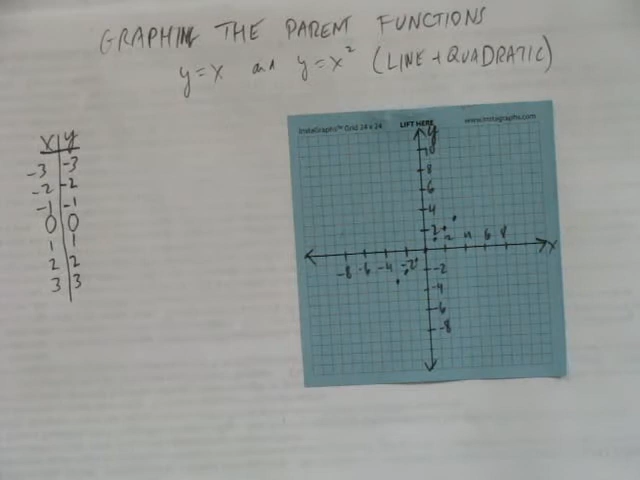 GRAPHING THE PARENT FUNCTIONS
y=x and y=x² (LINE + QUADRATIC)
InstaGraphs™ Grid 24 x 24 LIFT HERE www.instagraphs.com
x y
-3 -3
-2 -2
-1 -1
0 0
1 1
2 2
3 3
y
8
6
4
2
-8 -6 -4 -2 2 4 6 8 x
-2
-4
-6
-8